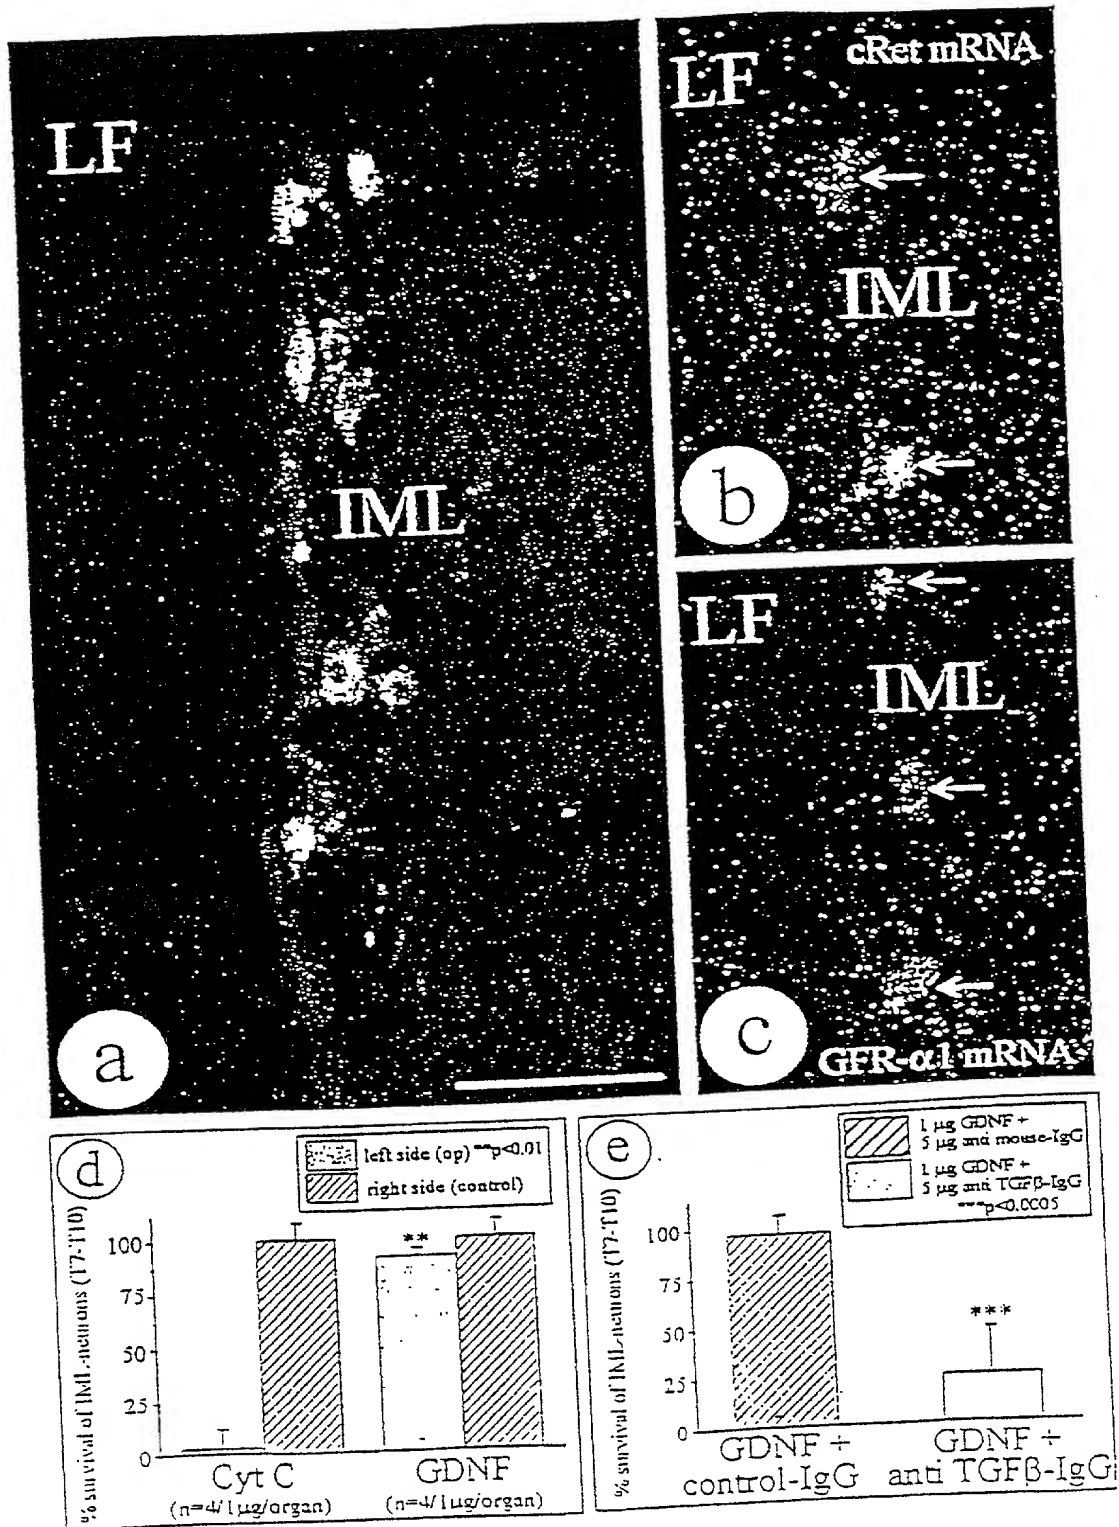 LF
IML
a
cRet mRNA
LF
IML
b
LF
IML
c
GFR-α1 mRNA
d
left side (op) **p<0.01
right side (control)
% survival of IML-neurons (T7-T10)
100
75
50
25
0
**
Cyt C
(n=4/1µg/organ)
GDNF
(n=4/1µg/organ)
e
1 µg GDNF +
5 µg anti mouse-IgG
1 µg GDNF +
5 µg anti TGFβ-IgG
***p<0.0005
% survival of IML-neurons (T7-T10)
100
75
50
25
0
***
GDNF +
control-IgG
GDNF +
anti TGFβ-IgG